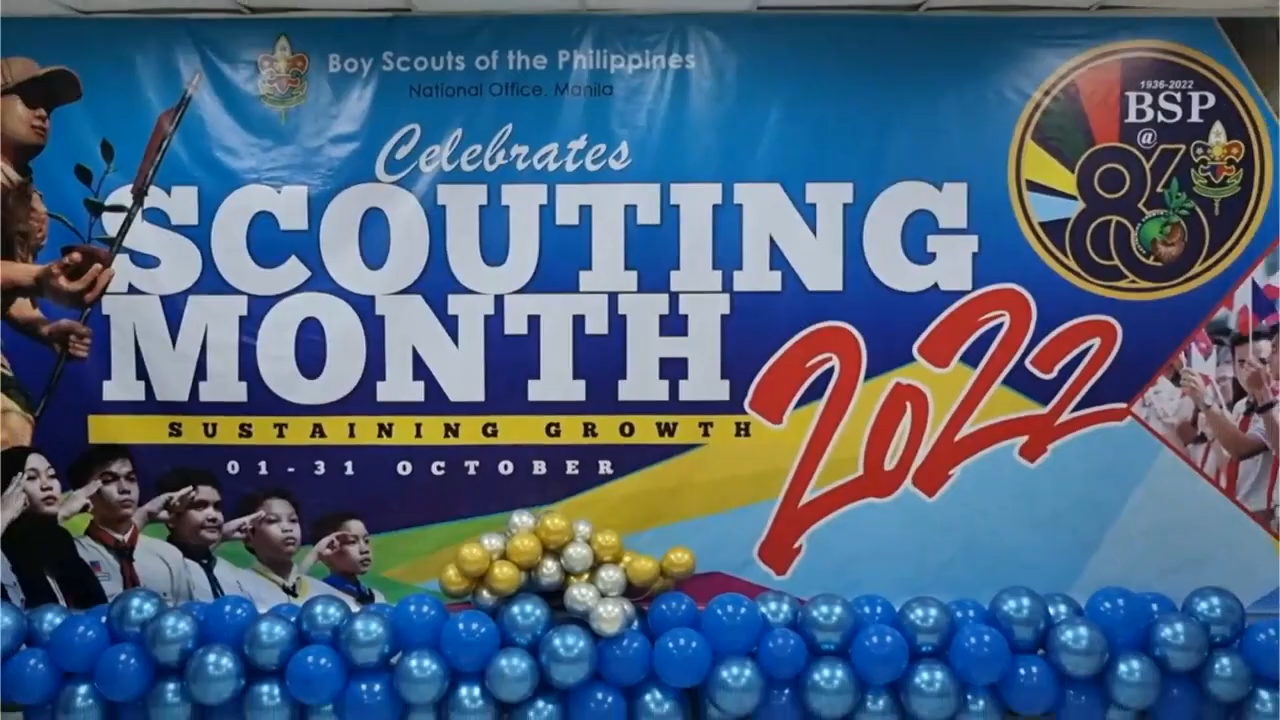 Boy Scouts of the Philippines
National Office, Manila
Celebrates
SCOUTING
MONTH
2022
SUSTAINING GROWTH
01-31 OCTOBER
1936-2022
BSP
@
86